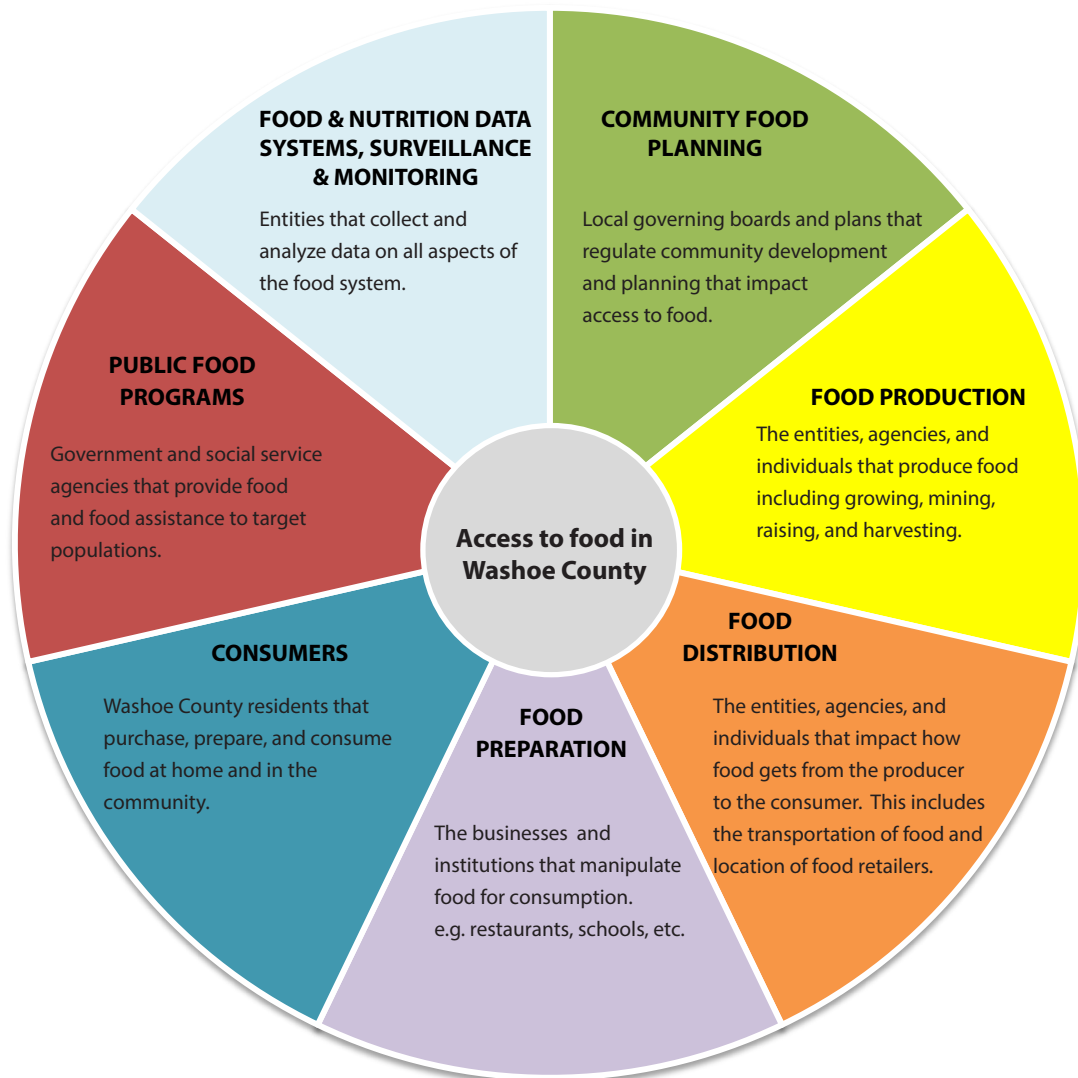 FOOD & NUTRITION DATA
SYSTEMS, SURVEILLANCE
& MONITORING
Entities that collect and
analyze data on all aspects of
the food system.
COMMUNITY FOOD
PLANNING
Local governing boards and plans that
regulate community development
and planning that impact
access to food.
FOOD PRODUCTION
The entities, agencies, and
individuals that produce food
including growing, mining,
raising, and harvesting.
FOOD
DISTRIBUTION
The entities, agencies, and
individuals that impact how
food gets from the producer
to the consumer. This includes
the transportation of food and
location of food retailers.
FOOD
PREPARATION
The businesses and
institutions that manipulate
food for consumption.
e.g. restaurants, schools, etc.
CONSUMERS
Washoe County residents that
purchase, prepare, and consume
food at home and in the
community.
PUBLIC FOOD
PROGRAMS
Government and social service
agencies that provide food
and food assistance to target
populations.
Access to food in
Washoe County